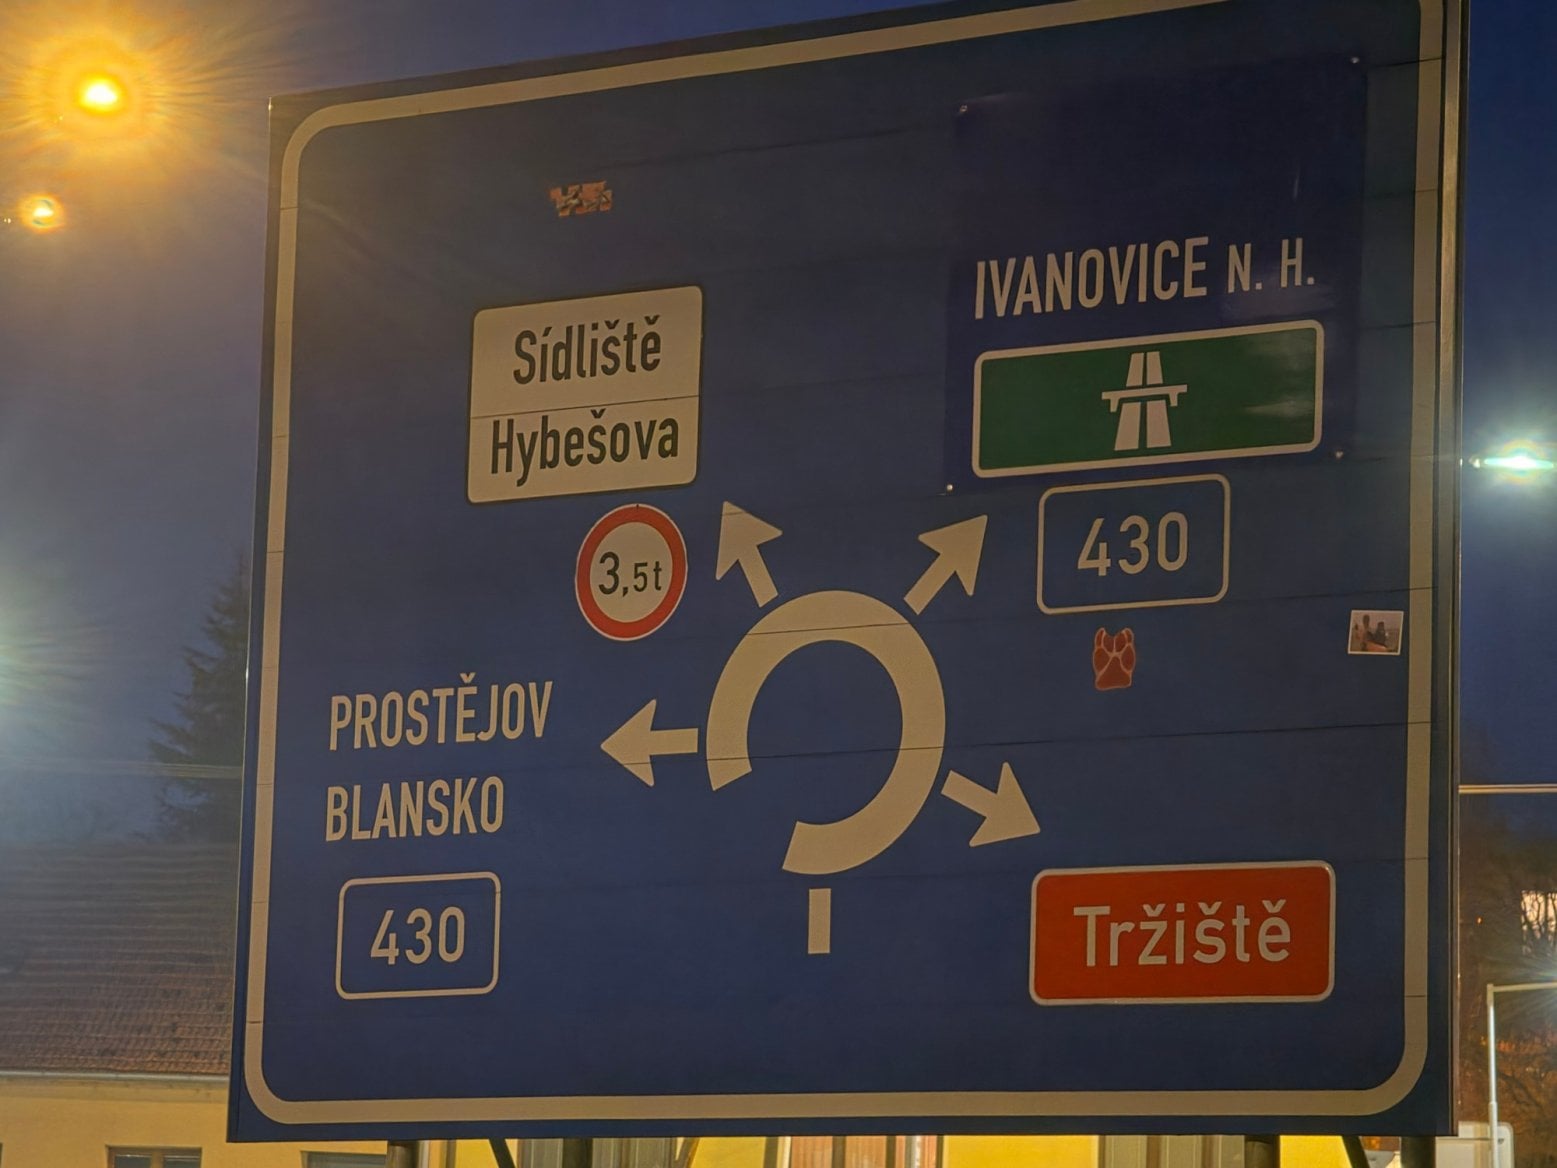 Sídliště
Hybešova
3,5t
IVANOVICE N. H.
430
PROSTĚJOV
BLANSKO
430
Tržiště